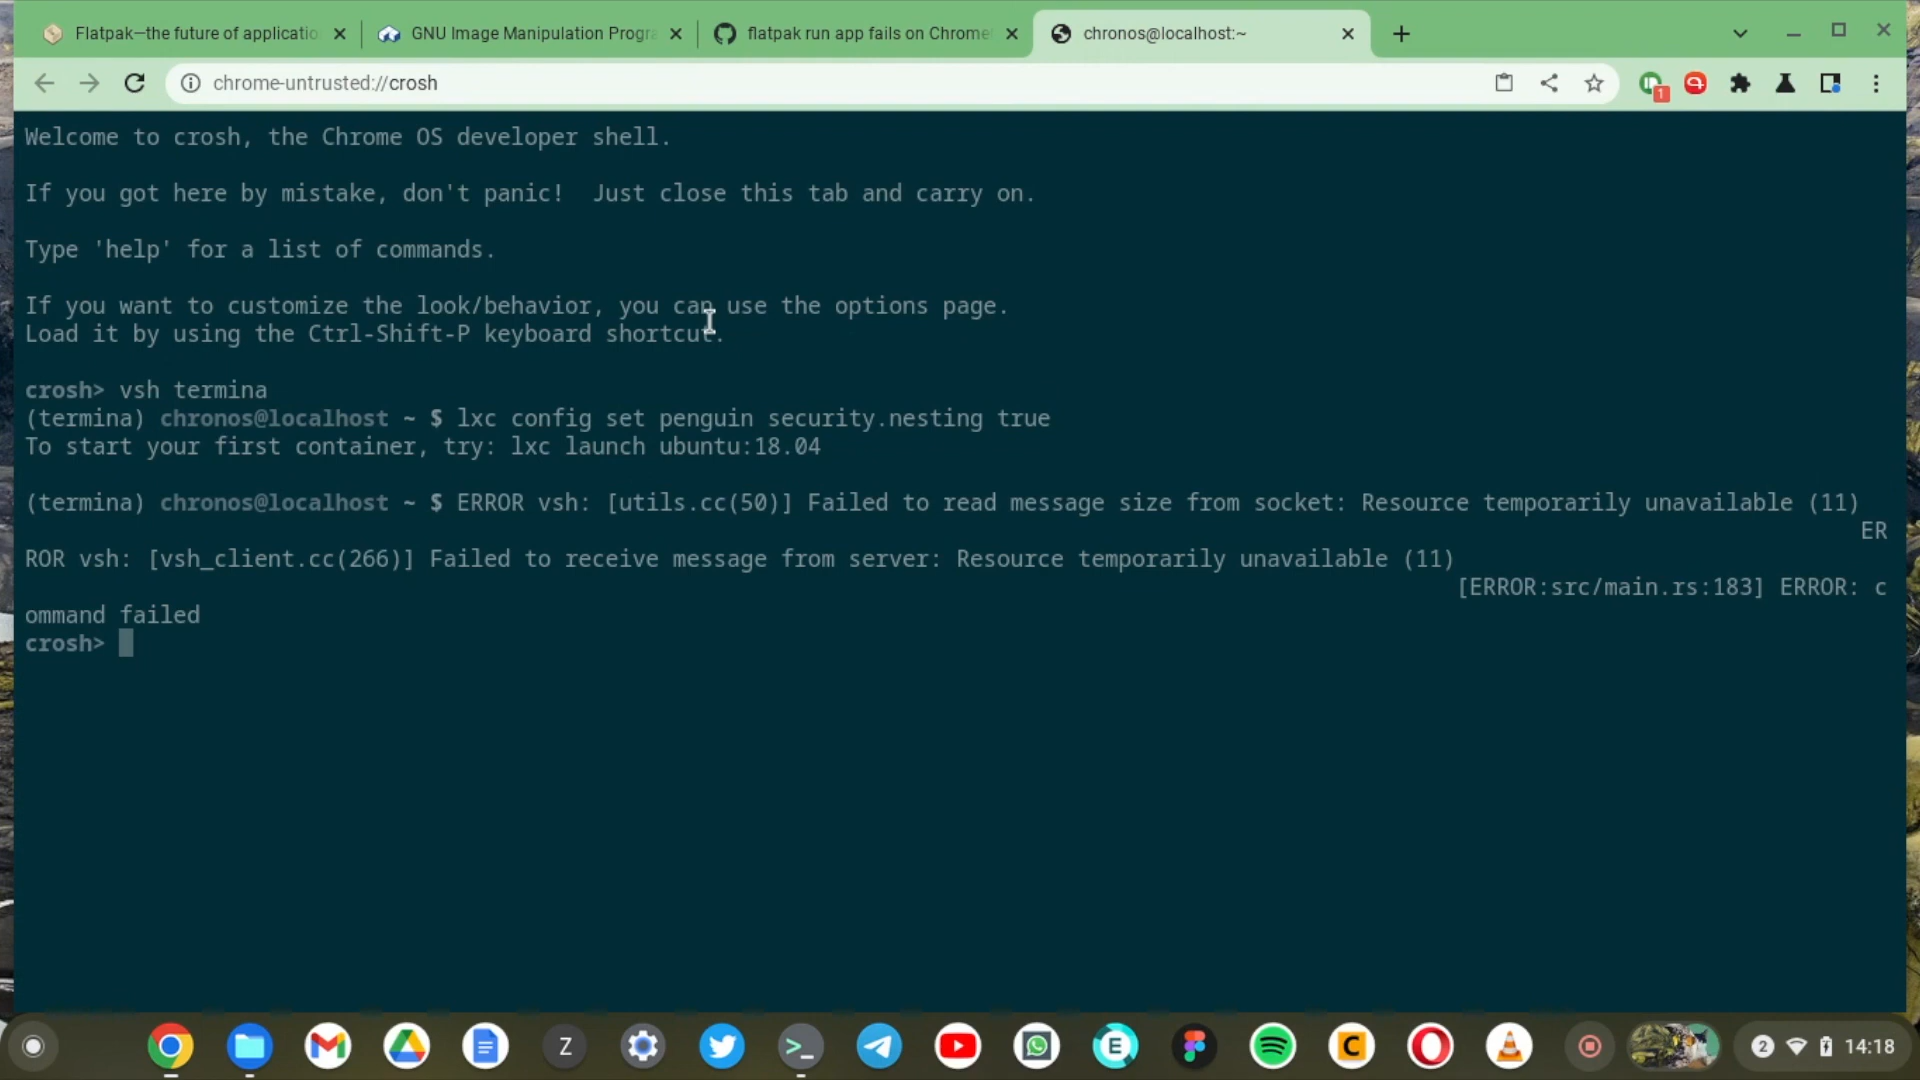 Flatpak—the future of applicatio
GNU Image Manipulation Progra
flatpak run app fails on Chrome
chronos@localhost:~
chrome-untrusted://crosh
1
Welcome to crosh, the Chrome OS developer shell.
If you got here by mistake, don't panic!  Just close this tab and carry on.
Type 'help' for a list of commands.
If you want to customize the look/behavior, you can use the options page.
Load it by using the Ctrl-Shift-P keyboard shortcut.
crosh> vsh termina
(termina) chronos@localhost ~ $ lxc config set penguin security.nesting true
To start your first container, try: lxc launch ubuntu:18.04
(termina) chronos@localhost ~ $ ERROR vsh: [utils.cc(50)] Failed to read message size from socket: Resource temporarily unavailable (11)
ER
ROR vsh: [vsh_client.cc(266)] Failed to receive message from server: Resource temporarily unavailable (11)
[ERROR:src/main.rs:183] ERROR: c
ommand failed
crosh>
Z
>_
E
C
2
14:18